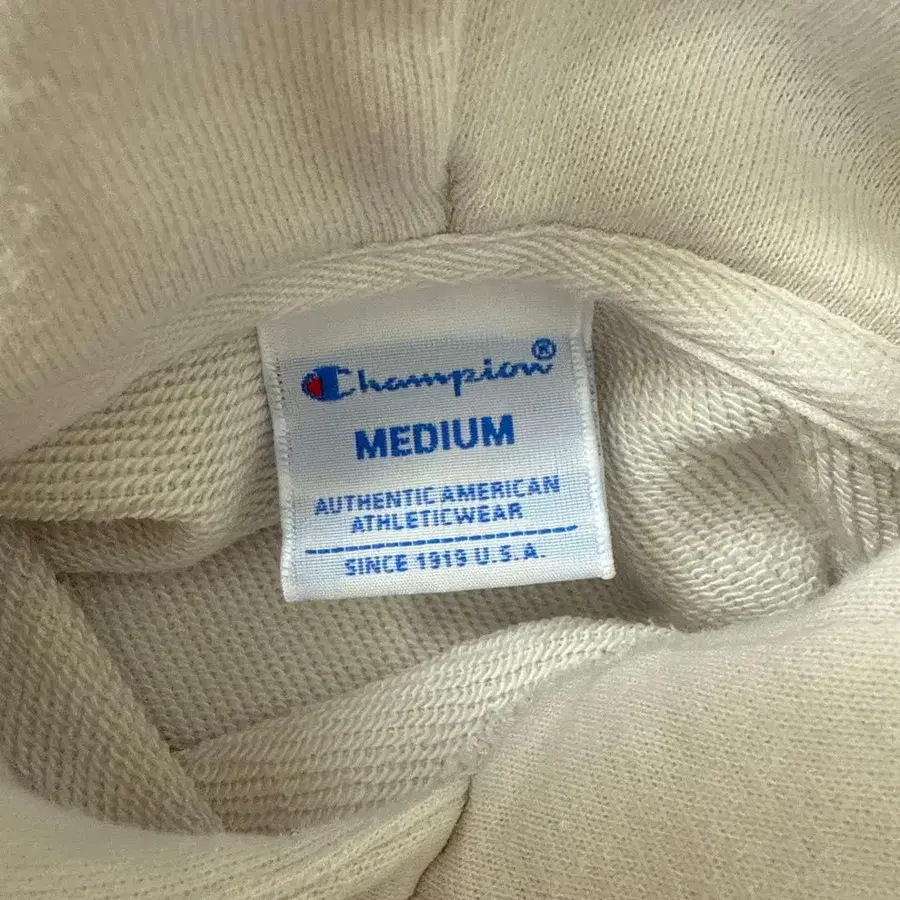 Champion®
MEDIUM
AUTHENTIC AMERICAN
ATHLETICWEAR
SINCE 1919 U.S.A.